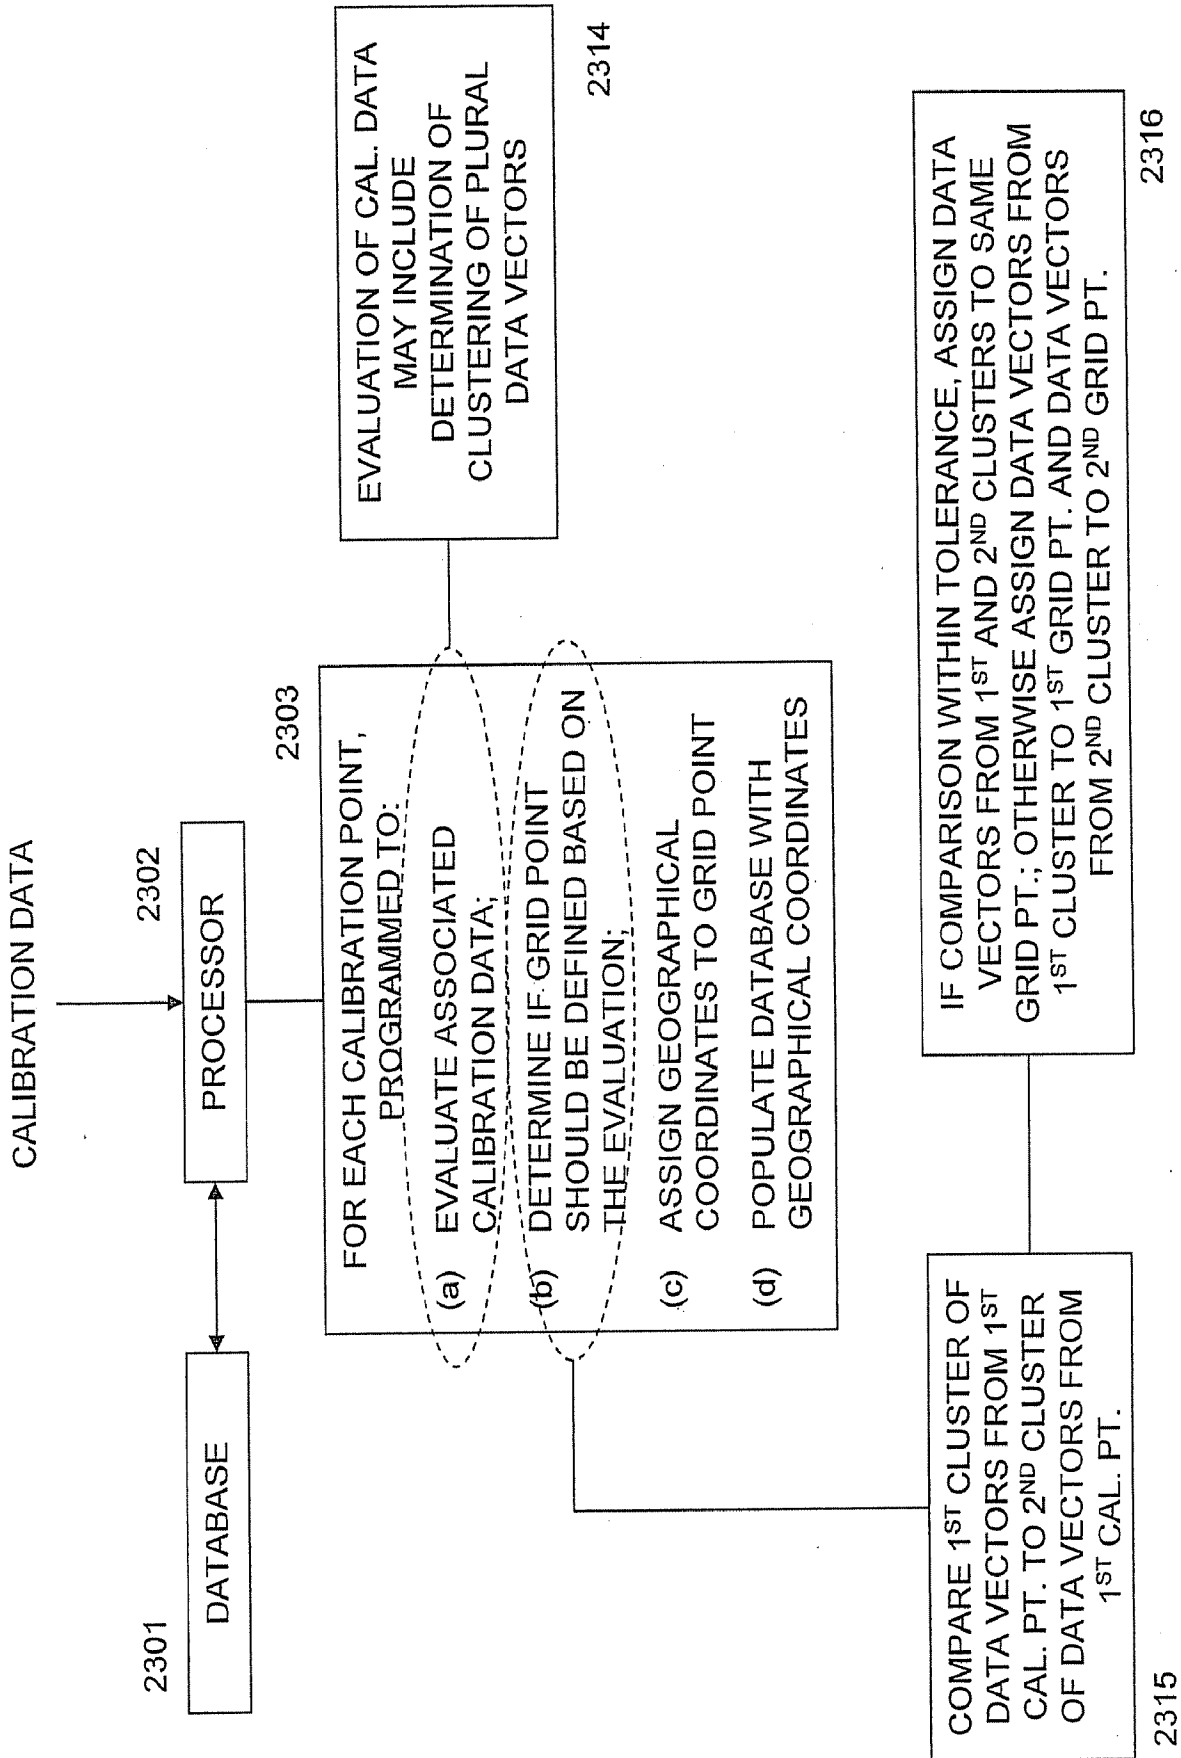 CALIBRATION DATA
2301
DATABASE
2302
PROCESSOR
2303
FOR EACH CALIBRATION POINT,
PROGRAMMED TO:
(a) EVALUATE ASSOCIATED
CALIBRATION DATA;
(b) DETERMINE IF GRID POINT
SHOULD BE DEFINED BASED ON
THE EVALUATION;
(c) ASSIGN GEOGRAPHICAL
COORDINATES TO GRID POINT
(d) POPULATE DATABASE WITH
GEOGRAPHICAL COORDINATES
EVALUATION OF CAL. DATA
MAY INCLUDE
DETERMINATION OF
CLUSTERING OF PLURAL
DATA VECTORS
2314
COMPARE 1ST CLUSTER OF
DATA VECTORS FROM 1ST
CAL. PT. TO 2ND CLUSTER
OF DATA VECTORS FROM
1ST CAL. PT.
2315
IF COMPARISON WITHIN TOLERANCE, ASSIGN DATA
VECTORS FROM 1ST AND 2ND CLUSTERS TO SAME
GRID PT.; OTHERWISE ASSIGN DATA VECTORS FROM
1ST CLUSTER TO 1ST GRID PT. AND DATA VECTORS
FROM 2ND CLUSTER TO 2ND GRID PT.
2316